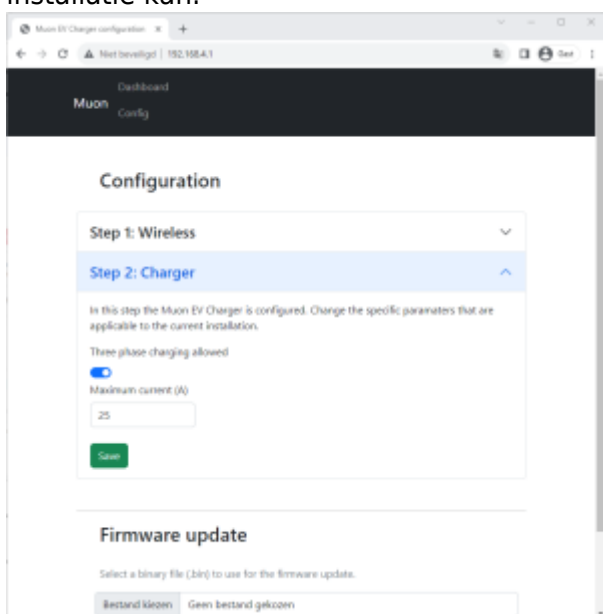 installatie kan.
Muon EV Charger configuration
Niet beveiligd | 192.168.4.1
Gast
Dashboard
Muon
Config
Configuration
Step 1: Wireless
Step 2: Charger
In this step the Muon EV Charger is configured. Change the specific paramaters that are
applicable to the current installation.
Three phase charging allowed
Maximum current (A)
25
Save
Firmware update
Select a binary file (.bin) to use for the firmware update.
Bestand kiezen Geen bestand gekozen